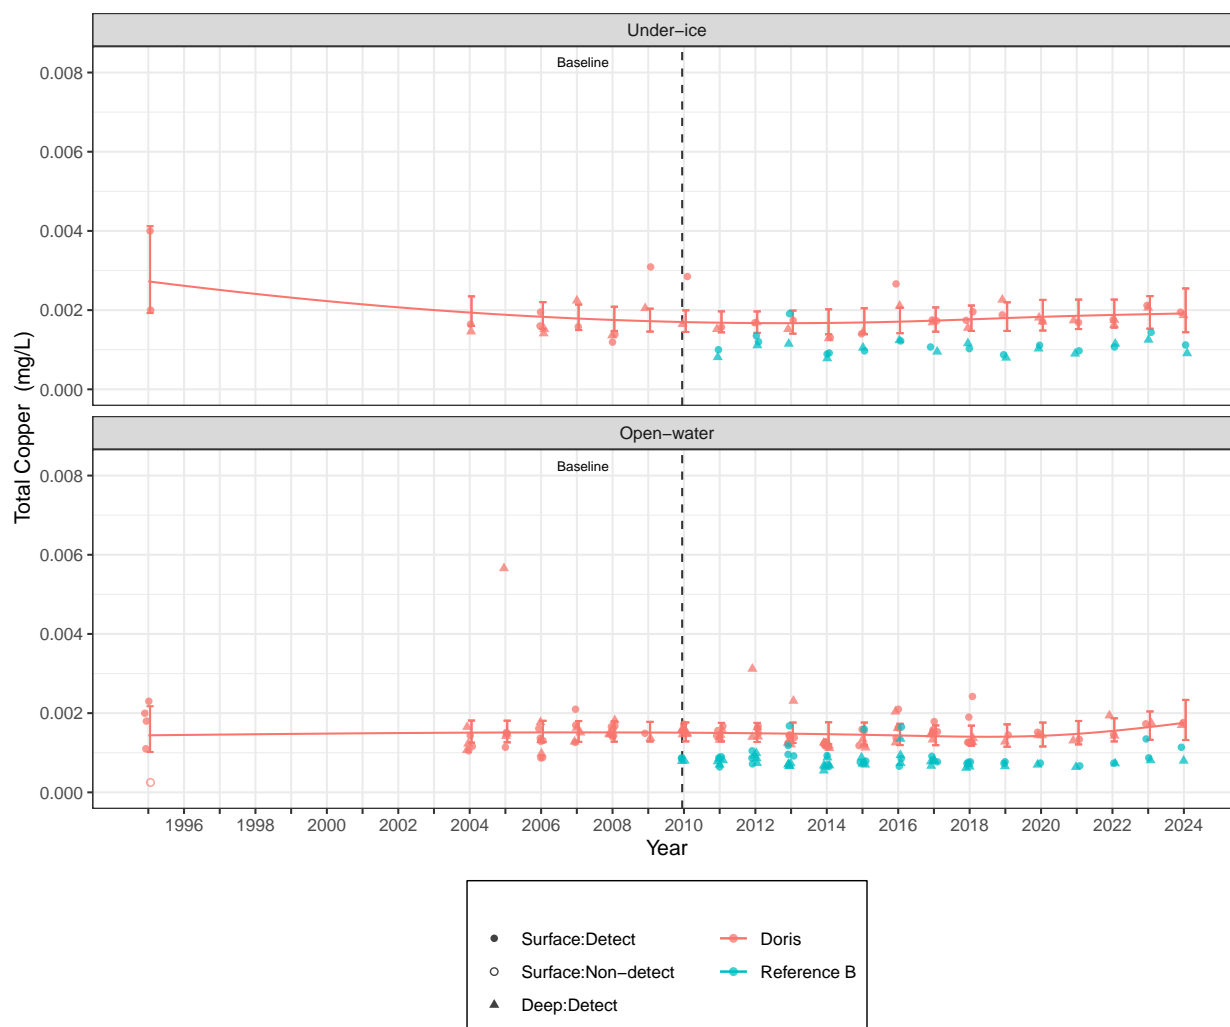 Under−ice
Baseline
0.008
0.006
0.004
0.002
0.000
Open−water
Baseline
0.008
0.006
0.004
0.002
0.000
Total Copper (mg/L)
1996 1998 2000 2002 2004 2006 2008 2010 2012 2014 2016 2018 2020 2022 2024
Year
Surface:Detect
Surface:Non−detect
Deep:Detect
Doris
Reference B